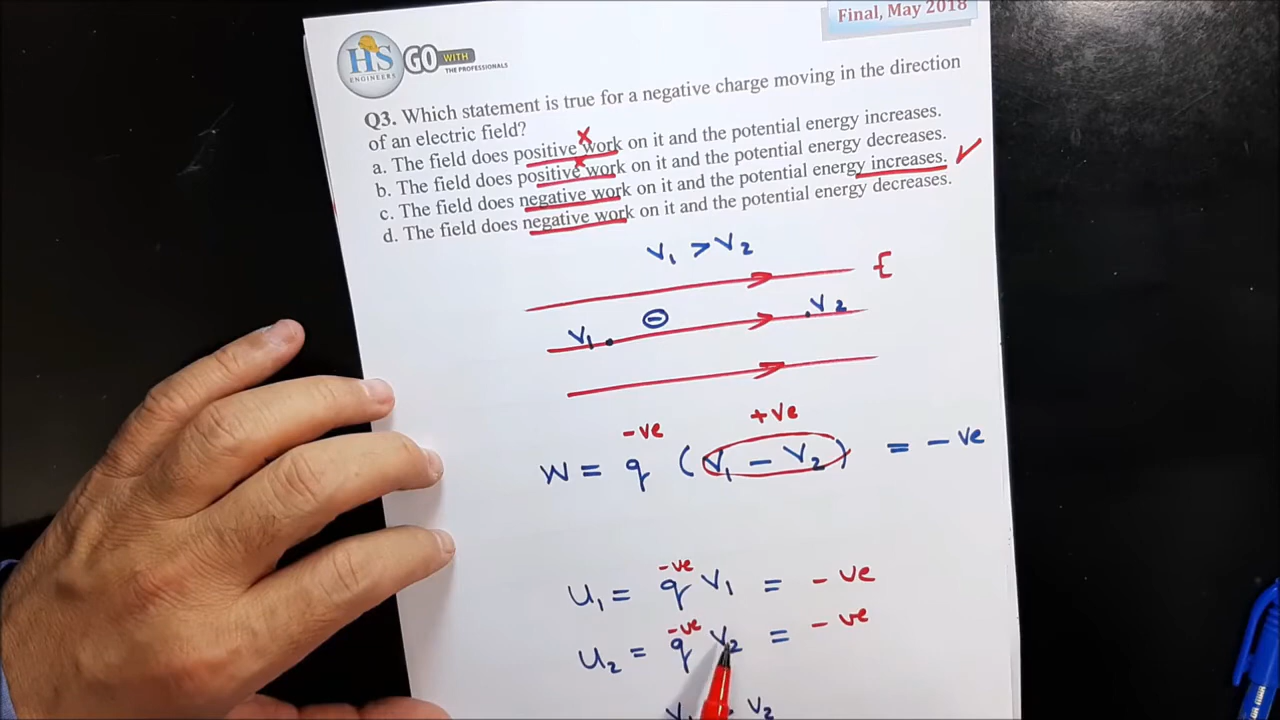 Final, May 2018
HS ENGINEERS GO WITH THE PROFESSIONALS
Q3. Which statement is true for a negative charge moving in the direction
of an electric field?
a. The field does positive work on it and the potential energy increases.
b. The field does positive work on it and the potential energy decreases.
c. The field does negative work on it and the potential energy increases.
d. The field does negative work on it and the potential energy decreases.
V1 > V2
E
V1 . ⊖ . V2
-ve +ve
W = q (V1 - V2) = -ve
-ve
U1 = q V1 = - ve
-ve
U2 = q V2 = - ve
V2